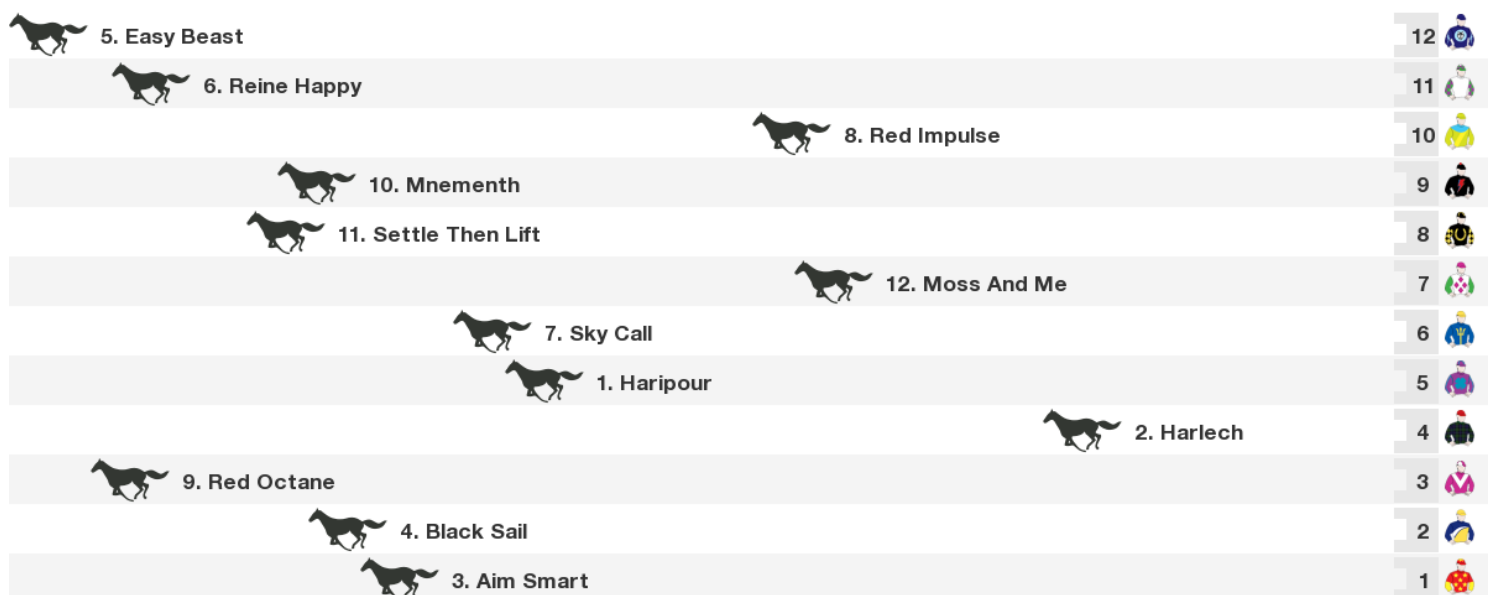 5. Easy Beast 12
6. Reine Happy 11
8. Red Impulse 10
10. Mnementh 9
11. Settle Then Lift 8
12. Moss And Me 7
7. Sky Call 6
1. Haripour 5
2. Harlech 4
9. Red Octane 3
4. Black Sail 2
3. Aim Smart 1